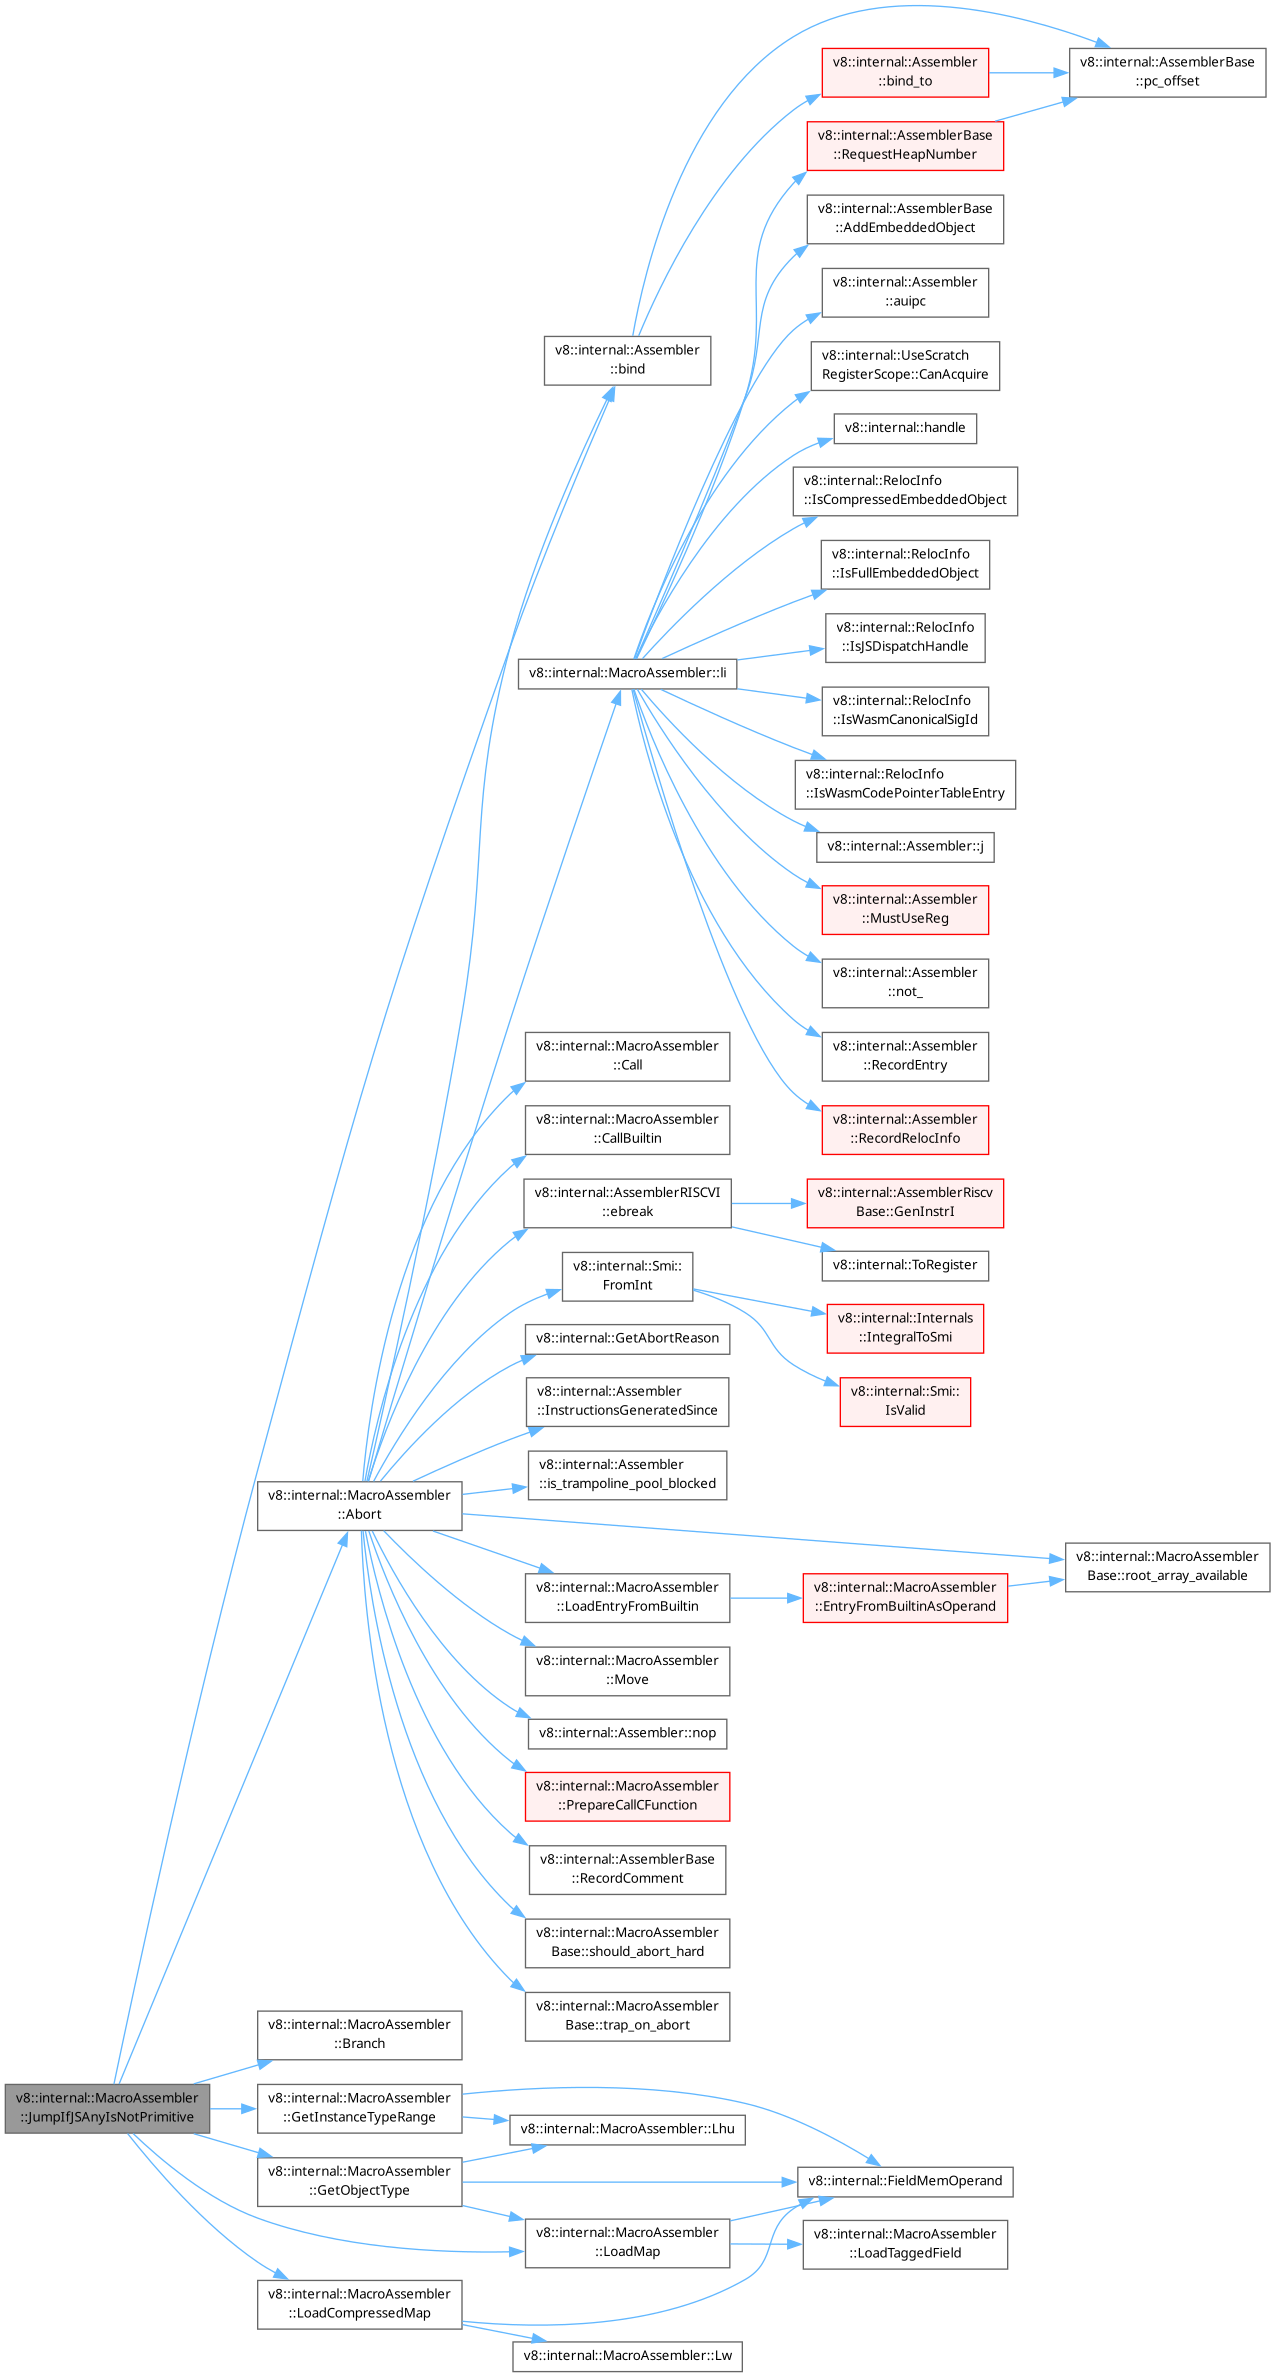 v8::internal::Assembler
::bind_to
v8::internal::AssemblerBase
::pc_offset
v8::internal::AssemblerBase
::RequestHeapNumber
v8::internal::AssemblerBase
::AddEmbeddedObject
v8::internal::Assembler
::auipc
v8::internal::Assembler
::bind
v8::internal::UseScratch
RegisterScope::CanAcquire
v8::internal::handle
v8::internal::RelocInfo
::IsCompressedEmbeddedObject
v8::internal::RelocInfo
::IsFullEmbeddedObject
v8::internal::RelocInfo
::IsJSDispatchHandle
v8::internal::MacroAssembler::li
v8::internal::RelocInfo
::IsWasmCanonicalSigId
v8::internal::RelocInfo
::IsWasmCodePointerTableEntry
v8::internal::Assembler::j
v8::internal::Assembler
::MustUseReg
v8::internal::Assembler
::not_
v8::internal::Assembler
::RecordEntry
v8::internal::MacroAssembler
::Call
v8::internal::Assembler
::RecordRelocInfo
v8::internal::MacroAssembler
::CallBuiltin
v8::internal::AssemblerRISCVI
::ebreak
v8::internal::AssemblerRiscv
Base::GenInstrI
v8::internal::ToRegister
v8::internal::Smi::
FromInt
v8::internal::Internals
::IntegralToSmi
v8::internal::GetAbortReason
v8::internal::Smi::
IsValid
v8::internal::Assembler
::InstructionsGeneratedSince
v8::internal::Assembler
::is_trampoline_pool_blocked
v8::internal::MacroAssembler
::Abort
v8::internal::MacroAssembler
Base::root_array_available
v8::internal::MacroAssembler
::LoadEntryFromBuiltin
v8::internal::MacroAssembler
::EntryFromBuiltinAsOperand
v8::internal::MacroAssembler
::Move
v8::internal::Assembler::nop
v8::internal::MacroAssembler
::PrepareCallCFunction
v8::internal::AssemblerBase
::RecordComment
v8::internal::MacroAssembler
Base::should_abort_hard
v8::internal::MacroAssembler
Base::trap_on_abort
v8::internal::MacroAssembler
::Branch
v8::internal::MacroAssembler
::JumpIfJSAnyIsNotPrimitive
v8::internal::MacroAssembler
::GetInstanceTypeRange
v8::internal::MacroAssembler::Lhu
v8::internal::MacroAssembler
::GetObjectType
v8::internal::FieldMemOperand
v8::internal::MacroAssembler
::LoadMap
v8::internal::MacroAssembler
::LoadTaggedField
v8::internal::MacroAssembler
::LoadCompressedMap
v8::internal::MacroAssembler::Lw